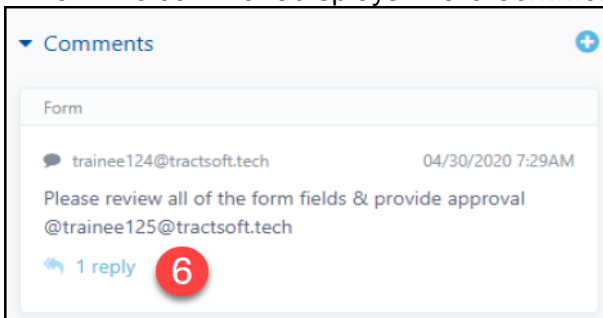 Comments
Form
trainee124@tractsoft.tech 04/30/2020 7:29AM
Please review all of the form fields & provide approval
@trainee125@tractsoft.tech
1 reply 6